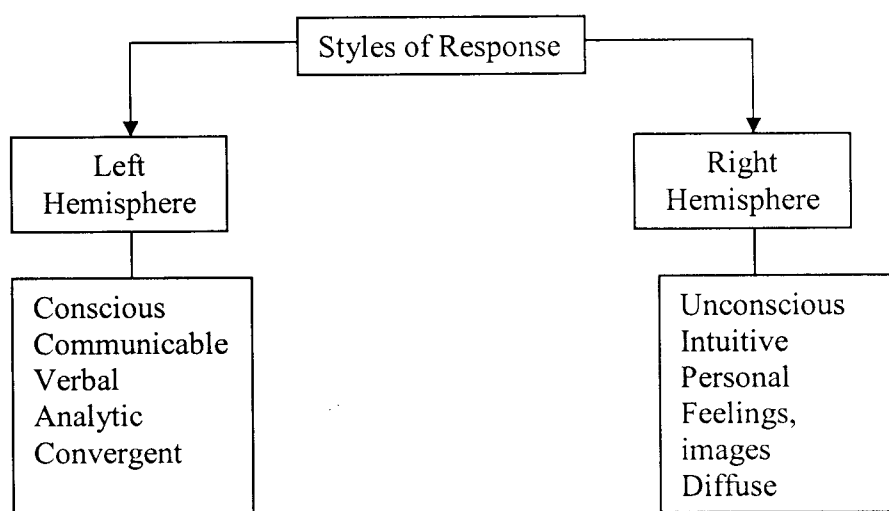 Styles of Response
Left
Hemisphere
Right
Hemisphere
Conscious
Communicable
Verbal
Analytic
Convergent
Unconscious
Intuitive
Personal
Feelings,
images
Diffuse